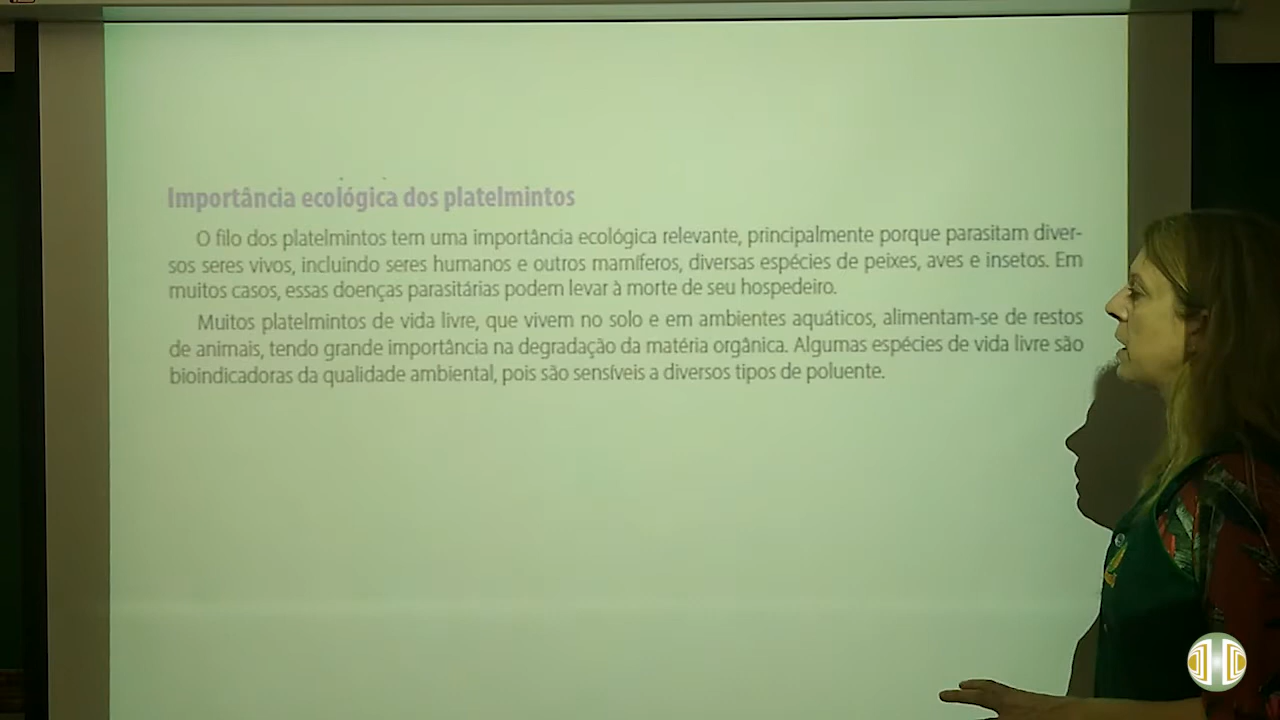 Importância ecológica dos platelmintos
O filo dos platelmintos tem uma importância ecológica relevante, principalmente porque parasitam diver-
sos seres vivos, incluindo seres humanos e outros mamíferos, diversas espécies de peixes, aves e insetos. Em
muitos casos, essas doenças parasitárias podem levar à morte de seu hospedeiro.
Muitos platelmintos de vida livre, que vivem no solo e em ambientes aquáticos, alimentam-se de restos
de animais, tendo grande importância na degradação da matéria orgânica. Algumas espécies de vida livre são
bioindicadoras da qualidade ambiental, pois são sensíveis a diversos tipos de poluente.